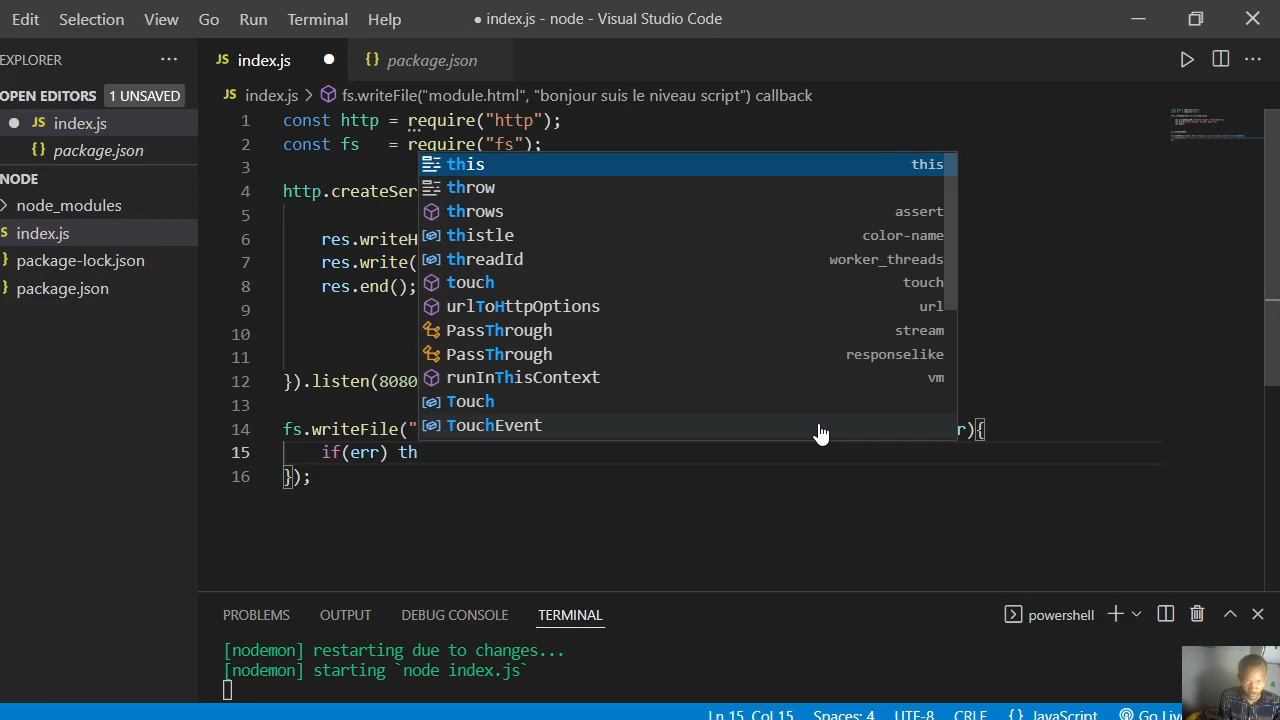 Edit Selection View Go Run Terminal Help ● index.js - node - Visual Studio Code
EXPLORER ··· JS index.js ● {} package.json ···
OPEN EDITORS 1 UNSAVED JS index.js > fs.writeFile("module.html", "bonjour suis le niveau script") callback
● JS index.js
{} package.json
NODE
> node_modules
S index.js
} package-lock.json
} package.json
1 const http = require("http");
2 const fs = require("fs");
3
4 http.createSer
5
6 res.writeH
7 res.write(
8 res.end();
9
10
11
12 }).listen(8080
13
14 fs.writeFile(" r){
15 if(err) th
16 });
this this
throw
throws assert
thistle color-name
threadId worker_threads
touch touch
urlToHttpOptions url
PassThrough stream
PassThrough responselike
runInThisContext vm
Touch
TouchEvent
PROBLEMS OUTPUT DEBUG CONSOLE TERMINAL powershell
[nodemon] restarting due to changes...
[nodemon] starting `node index.js`
Ln 15, Col 15 Spaces: 4 UTF-8 CRLF {} JavaScript Go Liv